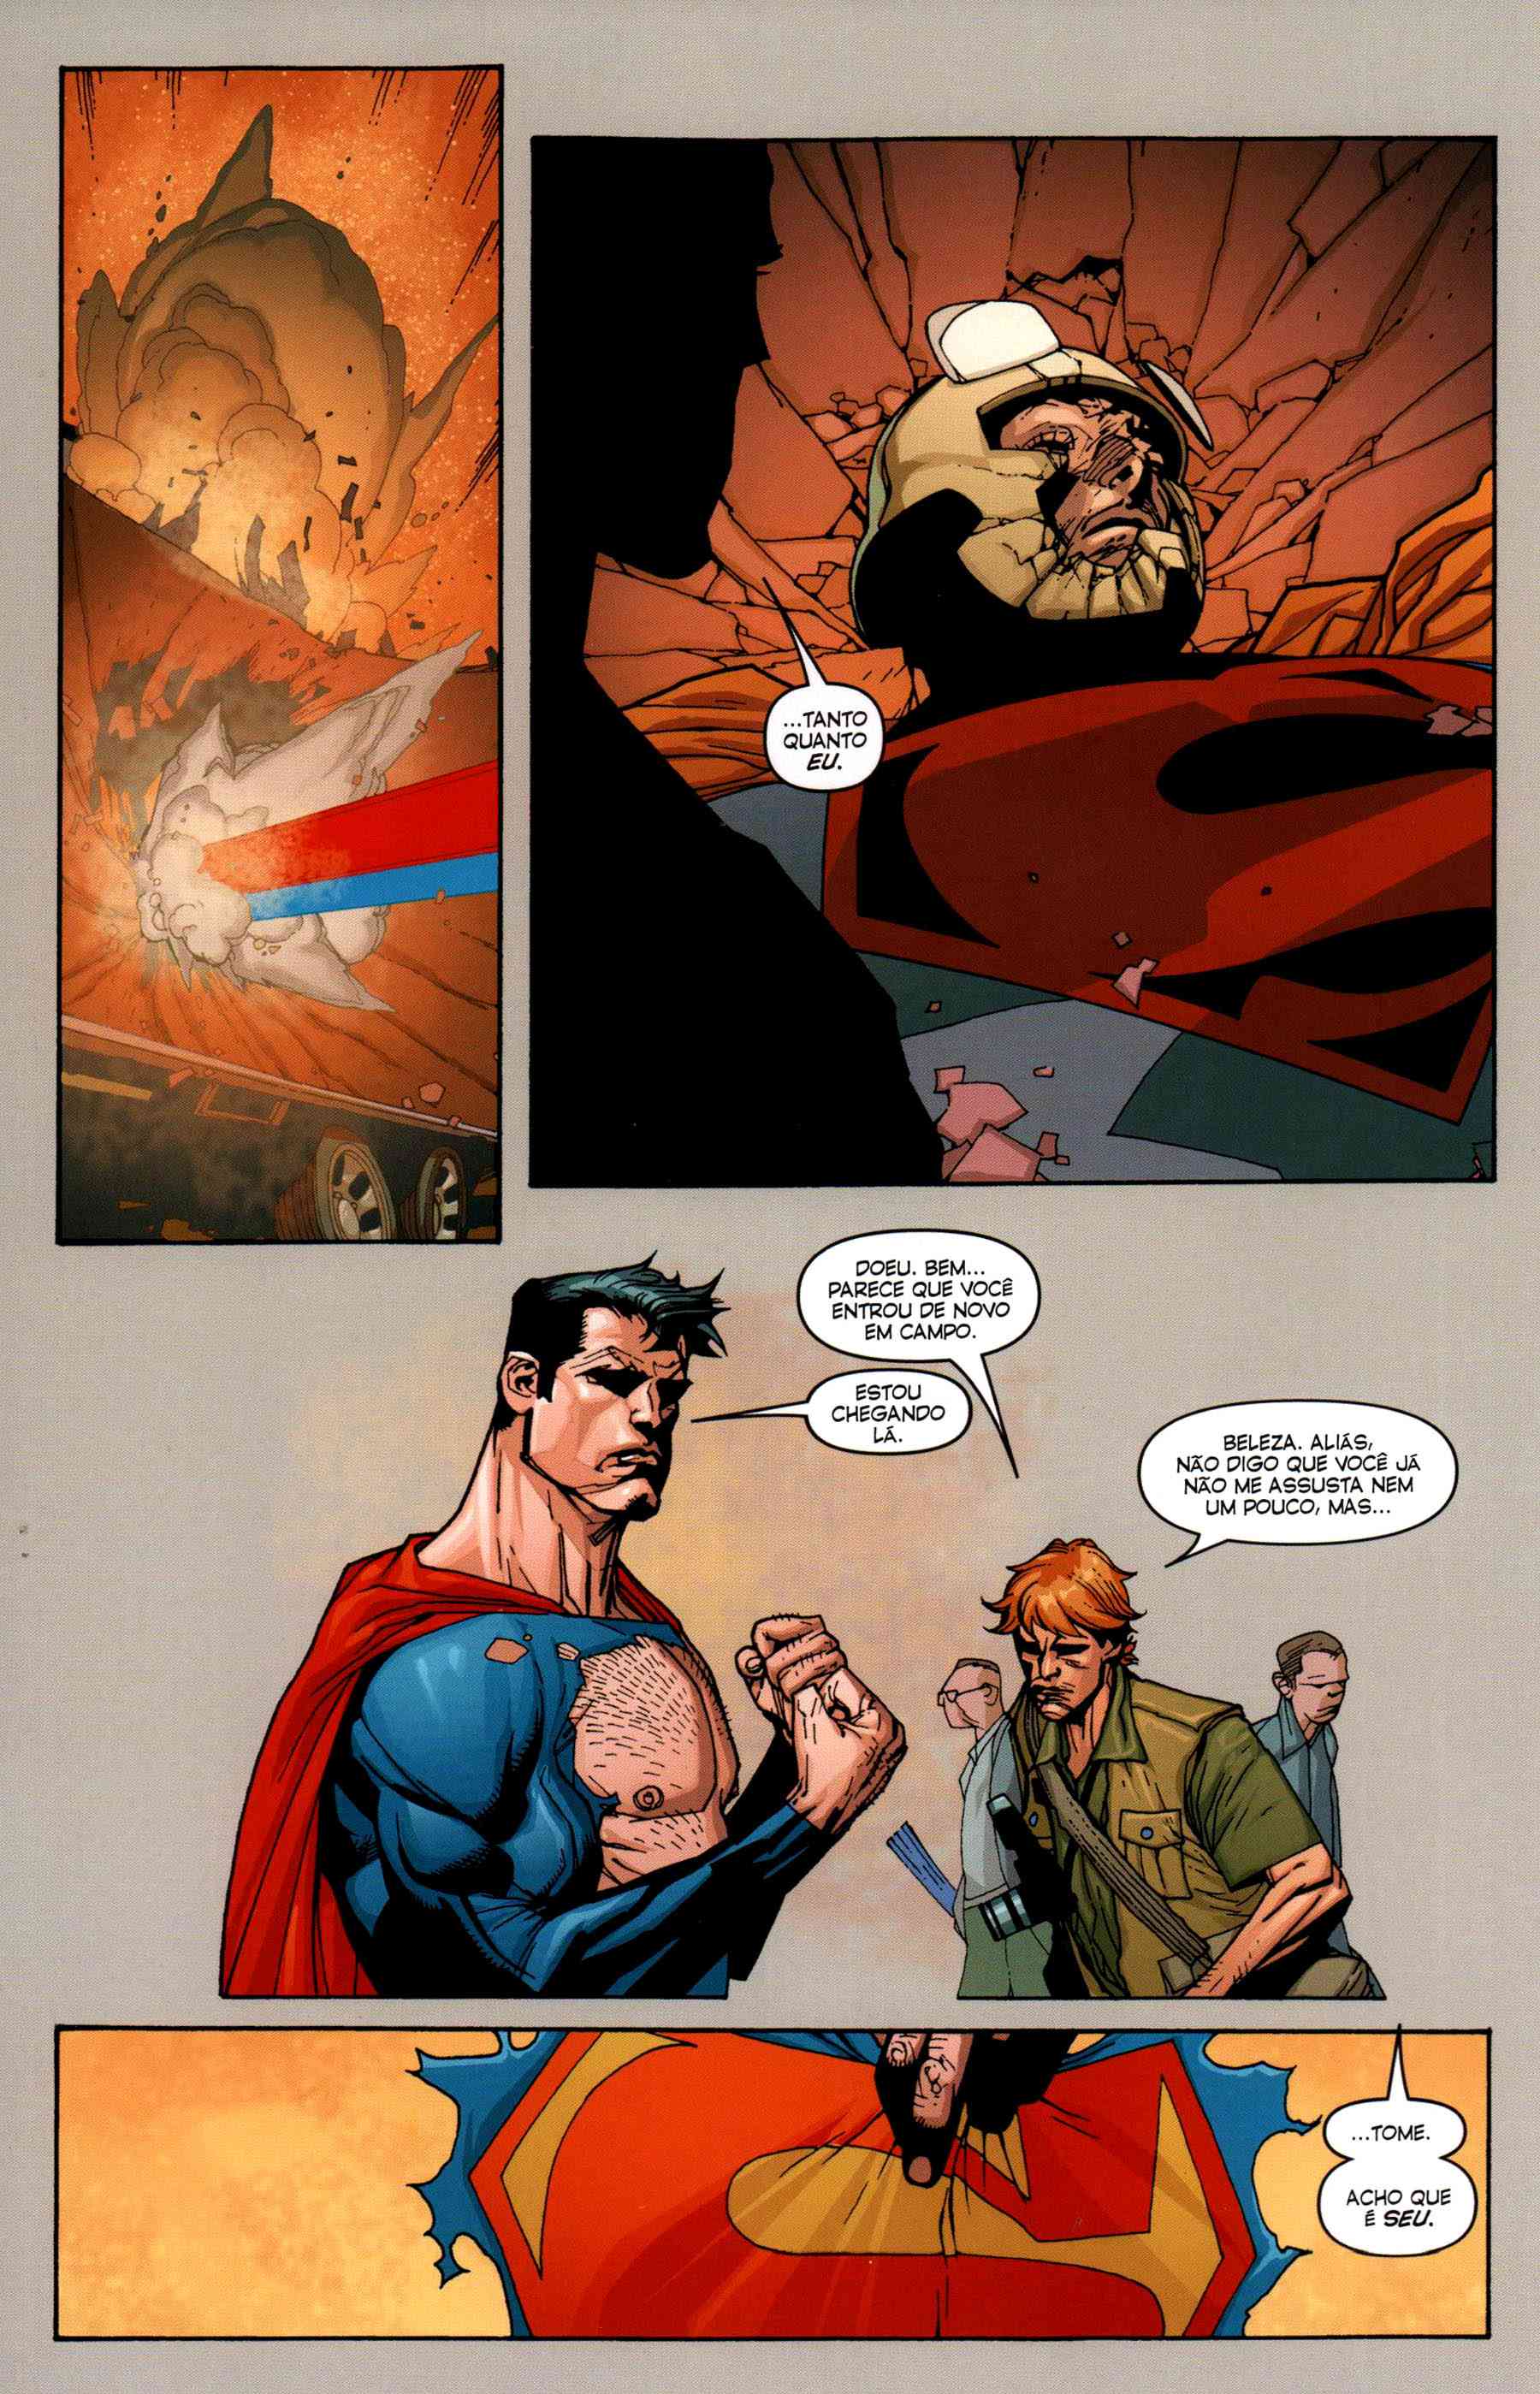 ...TANTO
QUANTO
EU.
DOEU. BEM...
PARECE QUE VOCÊ
ENTROU DE NOVO
EM CAMPO.
ESTOU
CHEGANDO
LÁ.
BELEZA. ALIÁS,
NÃO DIGO QUE VOCÊ JÁ
NÃO ME ASSUSTA NEM
UM POUCO, MAS...
...TOME.
ACHO QUE
É SEU.